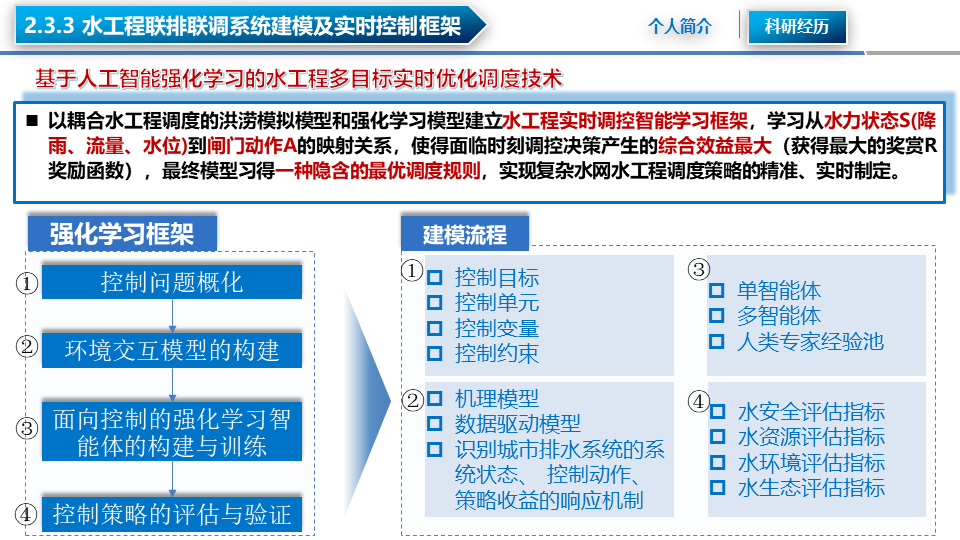 2.3.3 水工程联排联调系统建模及实时控制框架
个人简介
科研经历
基于人工智能强化学习的水工程多目标实时优化调度技术
■ 以耦合水工程调度的洪涝模拟模型和强化学习模型建立水工程实时调控智能学习框架，学习从水力状态S(降
雨、流量、水位)到闸门动作A的映射关系，使得面临时刻调控决策产生的综合效益最大（获得最大的奖赏R
奖励函数），最终模型习得一种隐含的最优调度规则，实现复杂水网水工程调度策略的精准、实时制定。
强化学习框架
① 控制问题概化
② 环境交互模型的构建
③ 面向控制的强化学习智
能体的构建与训练
④ 控制策略的评估与验证
建模流程
①
控制目标
控制单元
控制变量
控制约束
②
机理模型
数据驱动模型
识别城市排水系统的系
统状态、 控制动作、
策略收益的响应机制
③
单智能体
多智能体
人类专家经验池
④
水安全评估指标
水资源评估指标
水环境评估指标
水生态评估指标